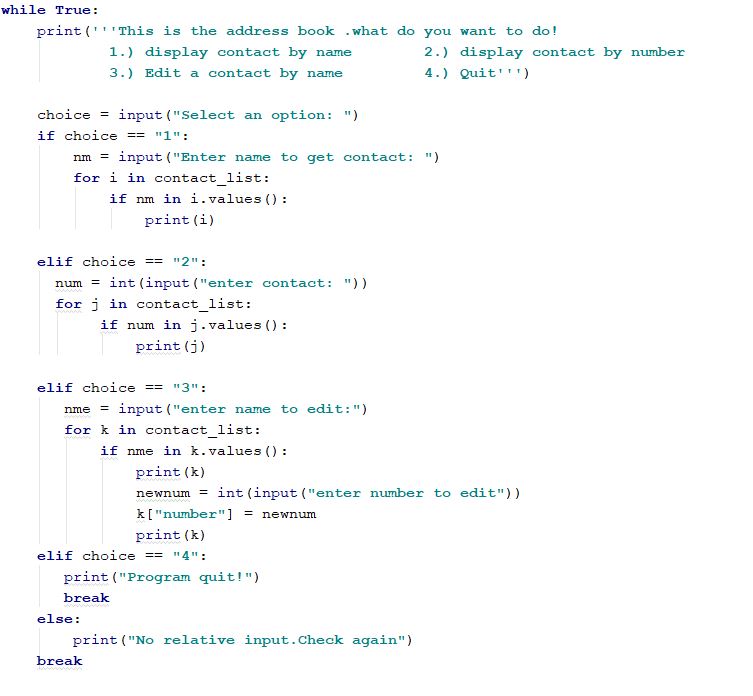 while True:
    print('''This is the address book .what do you want to do!
            1.) display contact by name        2.) display contact by number
            3.) Edit a contact by name         4.) Quit''')

    choice = input("Select an option: ")
    if choice == "1":
        nm = input("Enter name to get contact: ")
        for i in contact_list:
            if nm in i.values():
                print(i)

    elif choice == "2":
      num = int(input("enter contact: "))
      for j in contact_list:
           if num in j.values():
               print(j)

    elif choice == "3":
       nme = input("enter name to edit:")
       for k in contact_list:
           if nme in k.values():
               print(k)
               newnum = int(input("enter number to edit"))
               k["number"] = newnum
               print(k)
    elif choice == "4":
       print("Program quit!")
       break
    else:
        print("No relative input.Check again")
    break